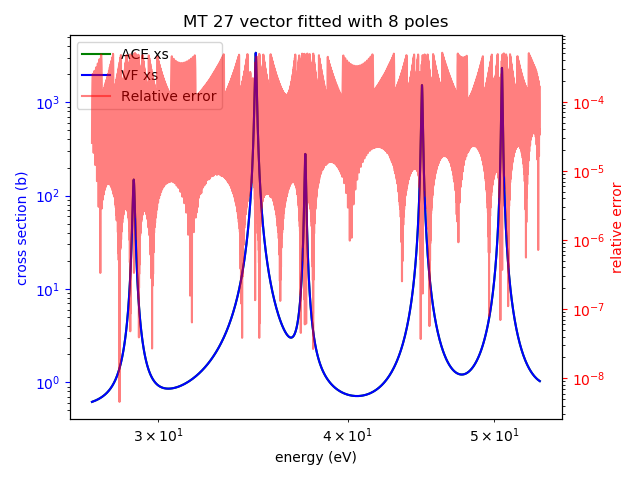 MT 27 vector fitted with 8 poles
ACE xs
VF xs
Relative error
cross section (b)
10³
10²
10¹
10⁰
10⁻⁴
10⁻⁵
10⁻⁶
10⁻⁷
10⁻⁸
relative error
3 × 10¹
4 × 10¹
5 × 10¹
energy (eV)